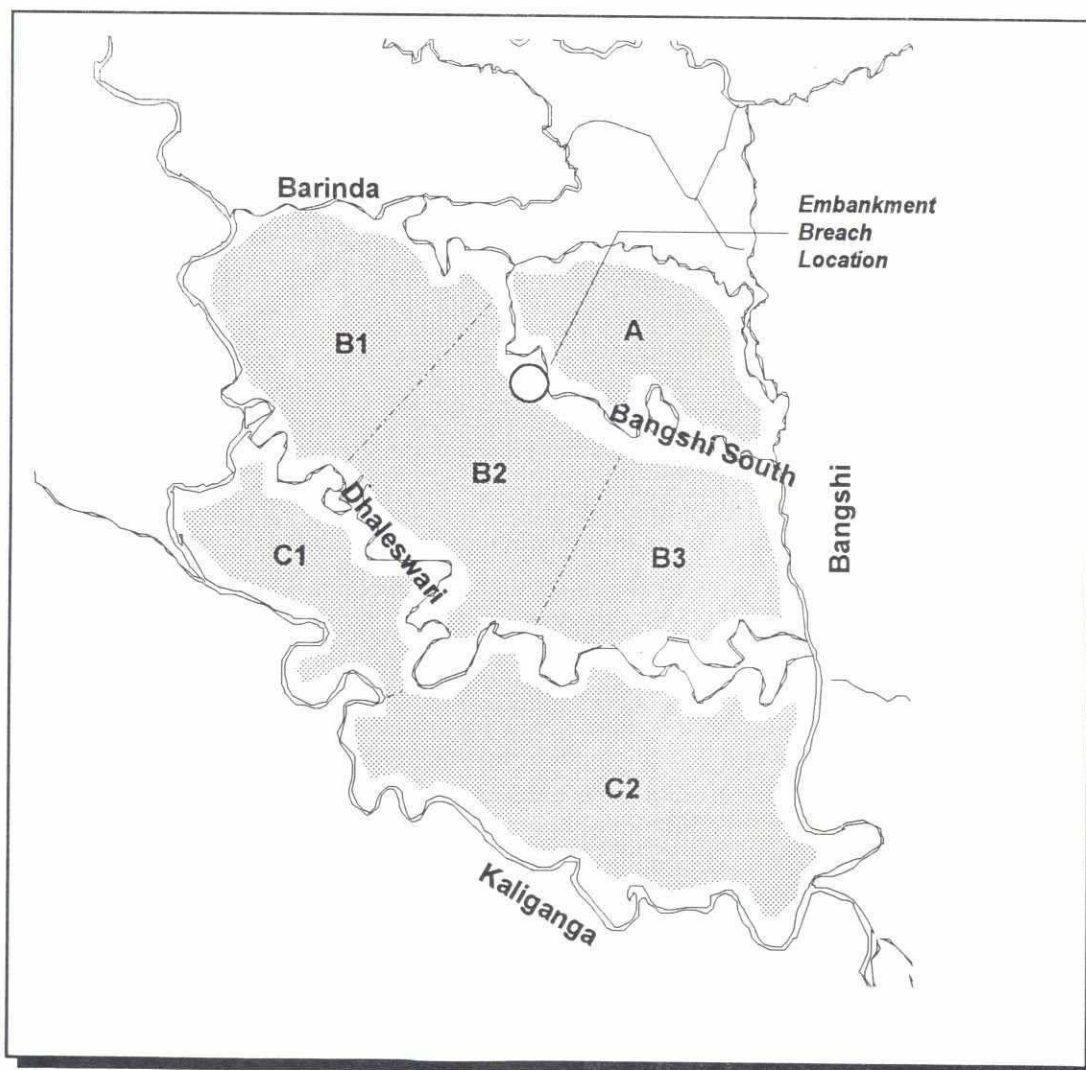 Barinda
Embankment
Breach
Location
B1
A
Bangshi South
B2
Dhaleswari
Bangshi
C1
B3
C2
Kaliganga